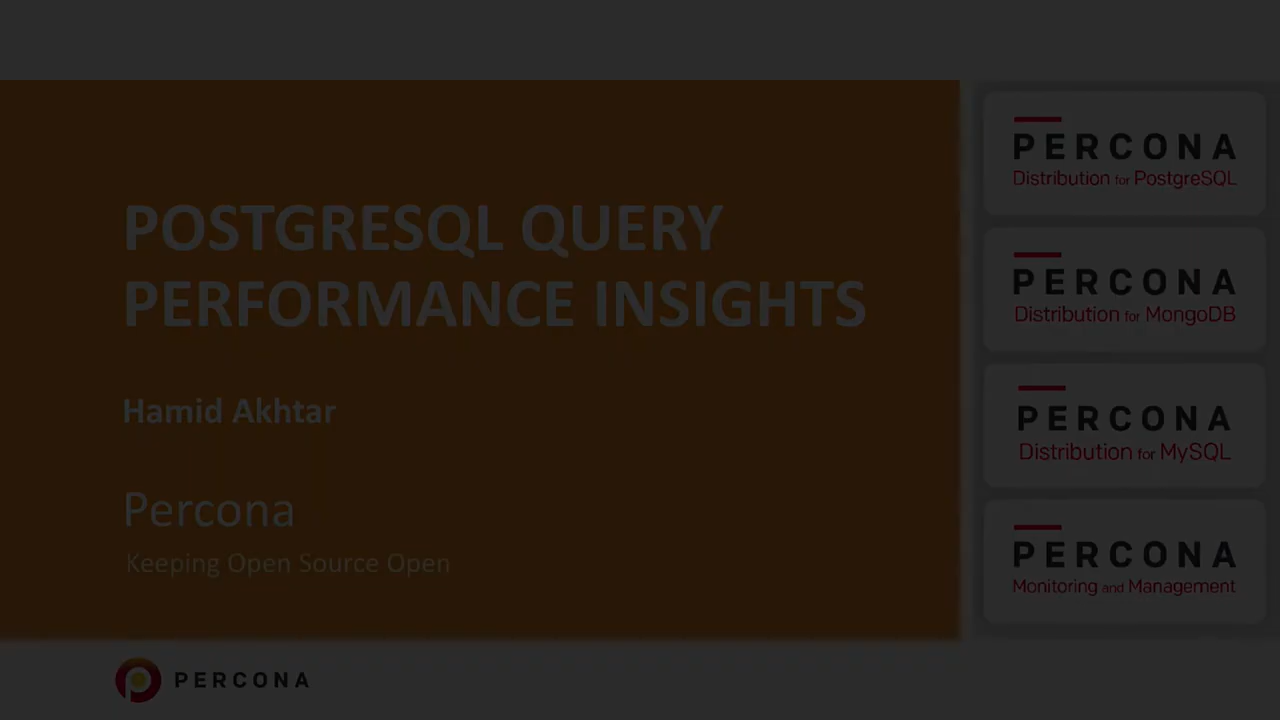 POSTGRESQL QUERY
PERFORMANCE INSIGHTS
Hamid Akhtar
Percona
Keeping Open Source Open
PERCONA
PERCONA
Distribution for PostgreSQL
PERCONA
Distribution for MongoDB
PERCONA
Distribution for MySQL
PERCONA
Monitoring and Management